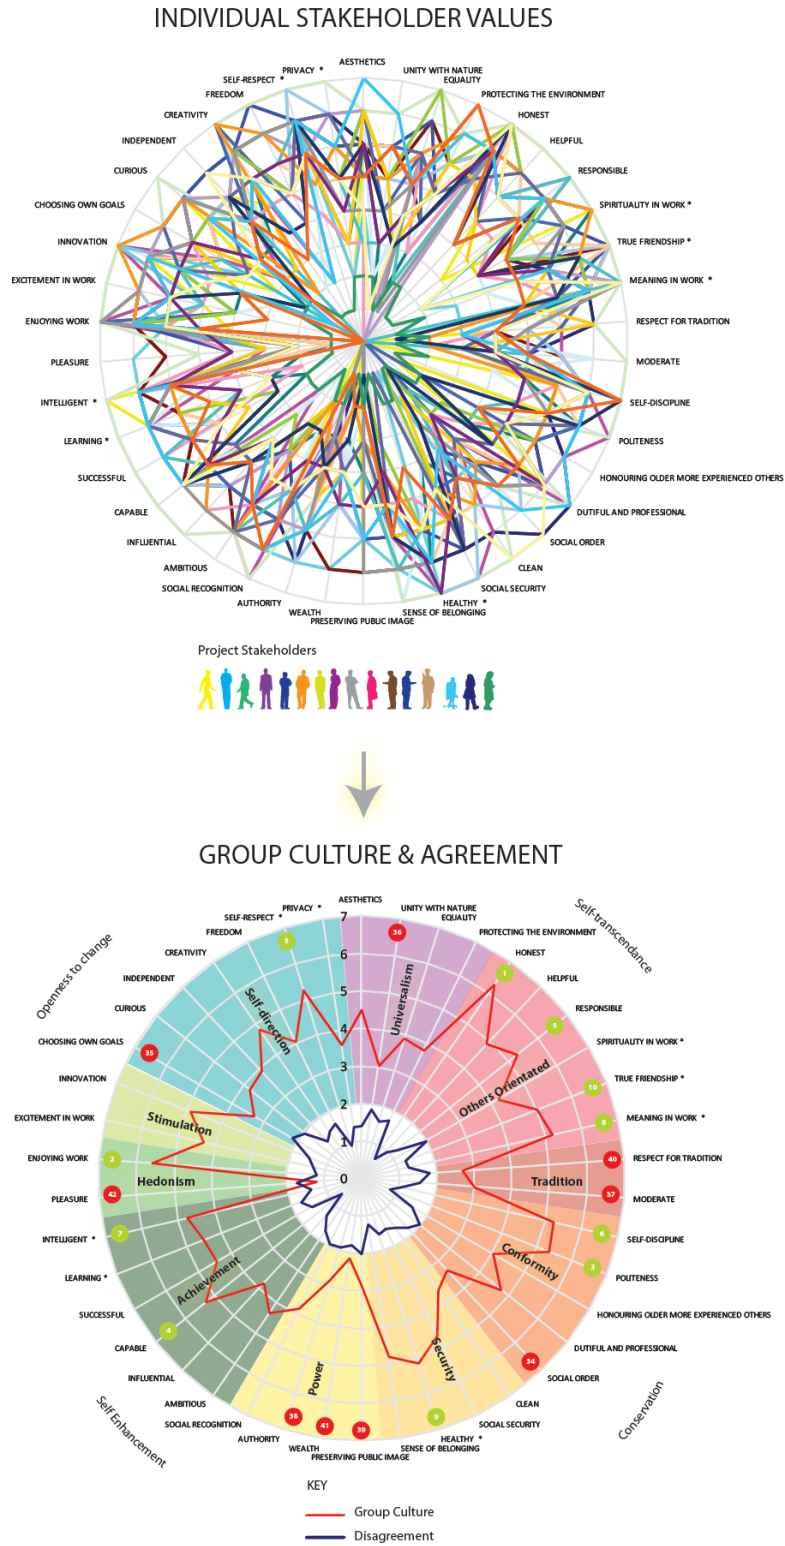 INDIVIDUAL STAKEHOLDER VALUES
AESTHETICS
UNITY WITH NATURE
EQUALITY
PROTECTING THE ENVIRONMENT
HONEST
HELPFUL
RESPONSIBLE
SPIRITUALITY IN WORK *
TRUE FRIENDSHIP *
MEANING IN WORK *
RESPECT FOR TRADITION
MODERATE
SELF-DISCIPLINE
POLITENESS
HONOURING OLDER MORE EXPERIENCED OTHERS
DUTIFUL AND PROFESSIONAL
SOCIAL ORDER
CLEAN
SOCIAL SECURITY
HEALTHY *
SENSE OF BELONGING
PRESERVING PUBLIC IMAGE
WEALTH
AUTHORITY
SOCIAL RECOGNITION
AMBITIOUS
INFLUENTIAL
CAPABLE
SUCCESSFUL
LEARNING *
INTELLIGENT *
PLEASURE
ENJOYING WORK
EXCITEMENT IN WORK
INNOVATION
CHOOSING OWN GOALS
CURIOUS
INDEPENDENT
CREATIVITY
FREEDOM
SELF-RESPECT *
PRIVACY *
Project Stakeholders
GROUP CULTURE & AGREEMENT
AESTHETICS
UNITY WITH NATURE
EQUALITY
PROTECTING THE ENVIRONMENT
HONEST
HELPFUL
RESPONSIBLE
SPIRITUALITY IN WORK *
TRUE FRIENDSHIP *
MEANING IN WORK *
RESPECT FOR TRADITION
MODERATE
SELF-DISCIPLINE
POLITENESS
HONOURING OLDER MORE EXPERIENCED OTHERS
DUTIFUL AND PROFESSIONAL
SOCIAL ORDER
CLEAN
SOCIAL SECURITY
HEALTHY *
SENSE OF BELONGING
PRESERVING PUBLIC IMAGE
WEALTH
AUTHORITY
SOCIAL RECOGNITION
AMBITIOUS
INFLUENTIAL
CAPABLE
SUCCESSFUL
LEARNING *
INTELLIGENT *
PLEASURE
ENJOYING WORK
EXCITEMENT IN WORK
INNOVATION
CHOOSING OWN GOALS
CURIOUS
INDEPENDENT
CREATIVITY
FREEDOM
SELF-RESPECT *
PRIVACY *
Self-transcendance
Conservation
Self Enhancement
Openness to change
Universalism
Others Orientated
Tradition
Conformity
Security
Power
Achievement
Hedonism
Stimulation
Self-direction
7
6
5
4
3
2
1
0
36
1
5
10
8
40
37
6
3
34
9
39
41
38
4
7
42
2
35
5
KEY
Group Culture
Disagreement